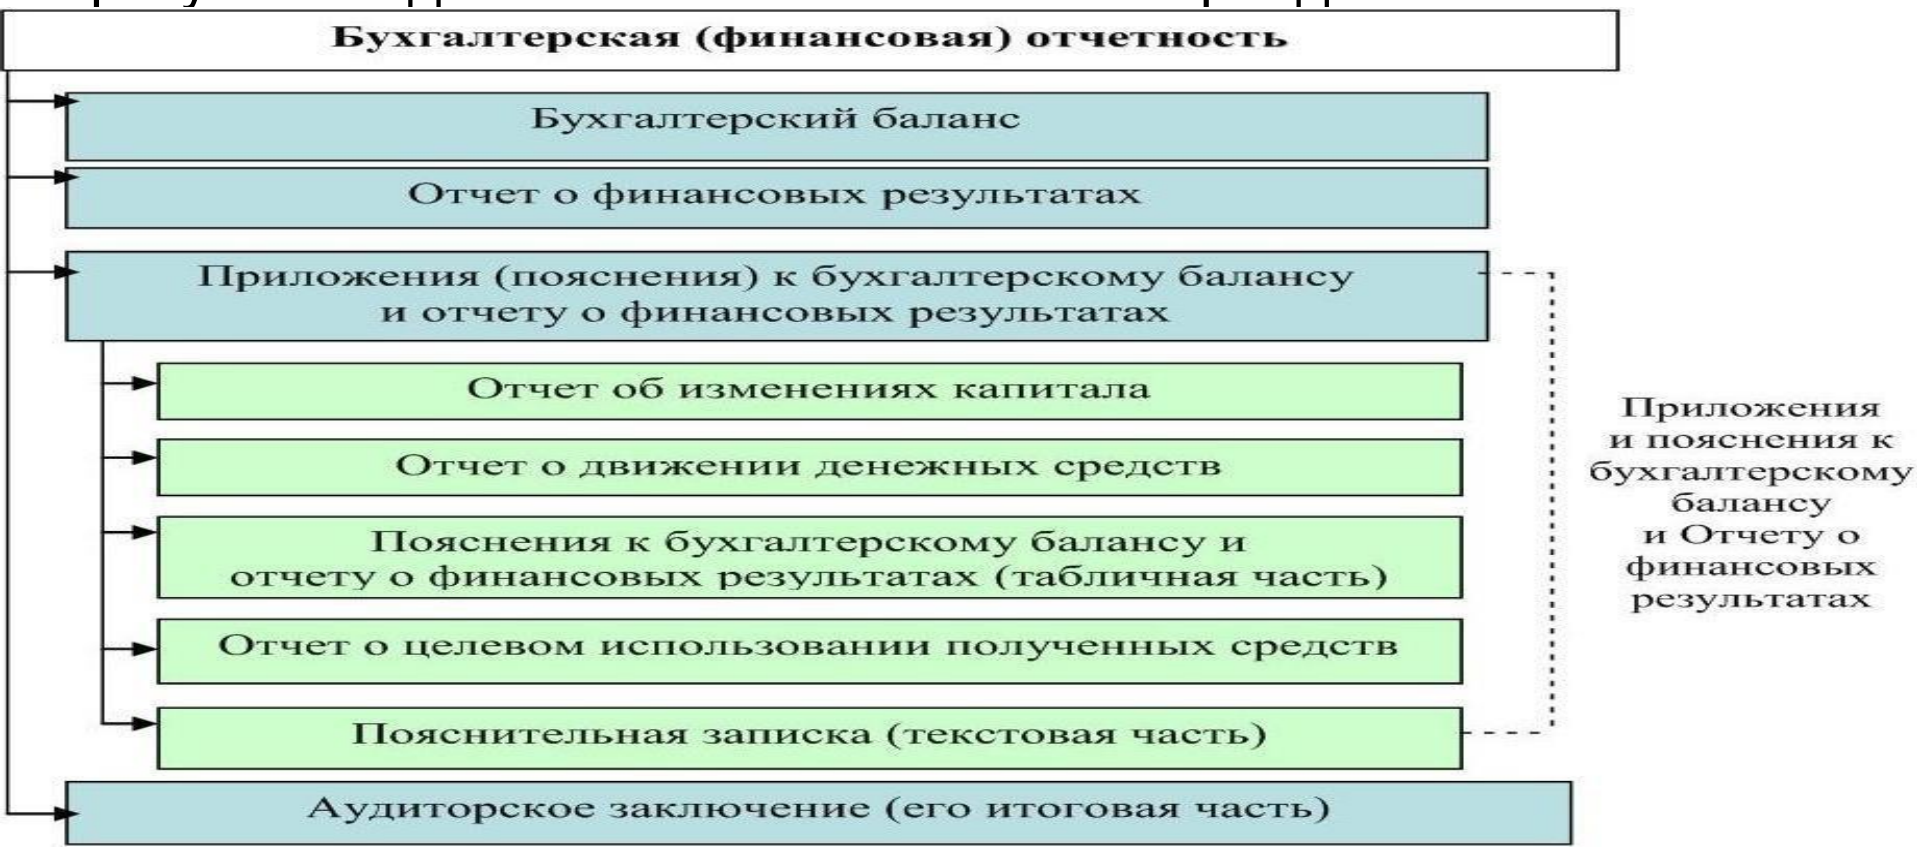 Бухгалтерская (финансовая) отчетность
Бухгалтерский баланс
Отчет о финансовых результатах
Приложения (пояснения) к бухгалтерскому балансу
и отчету о финансовых результатах
Отчет об изменениях капитала
Отчет о движении денежных средств
Пояснения к бухгалтерскому балансу и
отчету о финансовых результатах (табличная часть)
Отчет о целевом использовании полученных средств
Пояснительная записка (текстовая часть)
Аудиторское заключение (его итоговая часть)
Приложения
и пояснения к
бухгалтерскому
балансу
и Отчету о
финансовых
результатах